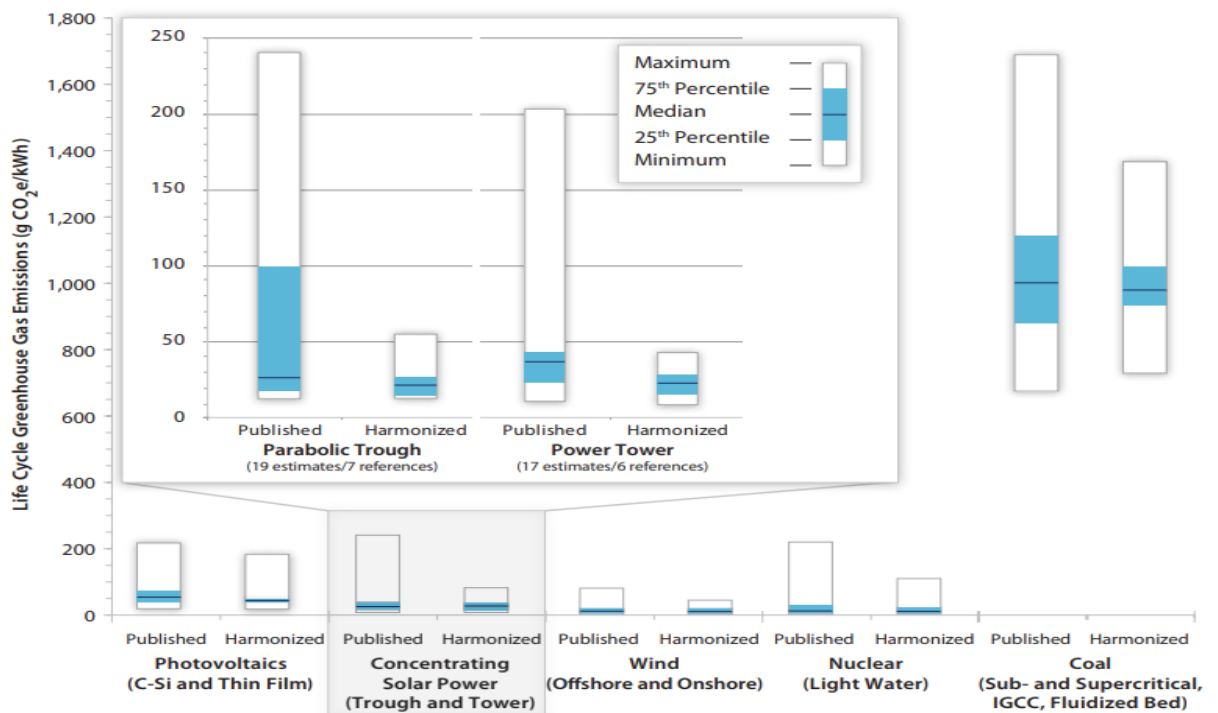 Life Cycle Greenhouse Gas Emissions (g CO2e/kWh)
1,800
1,600
1,400
1,200
1,000
800
600
400
200
0
250
200
150
100
50
0
Maximum
75th Percentile
Median
25th Percentile
Minimum
Published Harmonized Published Harmonized
Parabolic Trough Power Tower
(19 estimates/7 references) (17 estimates/6 references)
Published Harmonized Published Harmonized Published Harmonized Published Harmonized Published Harmonized
Photovoltaics Concentrating Wind Nuclear Coal
(C-Si and Thin Film) Solar Power (Offshore and Onshore) (Light Water) (Sub- and Supercritical,
(Trough and Tower) IGCC, Fluidized Bed)